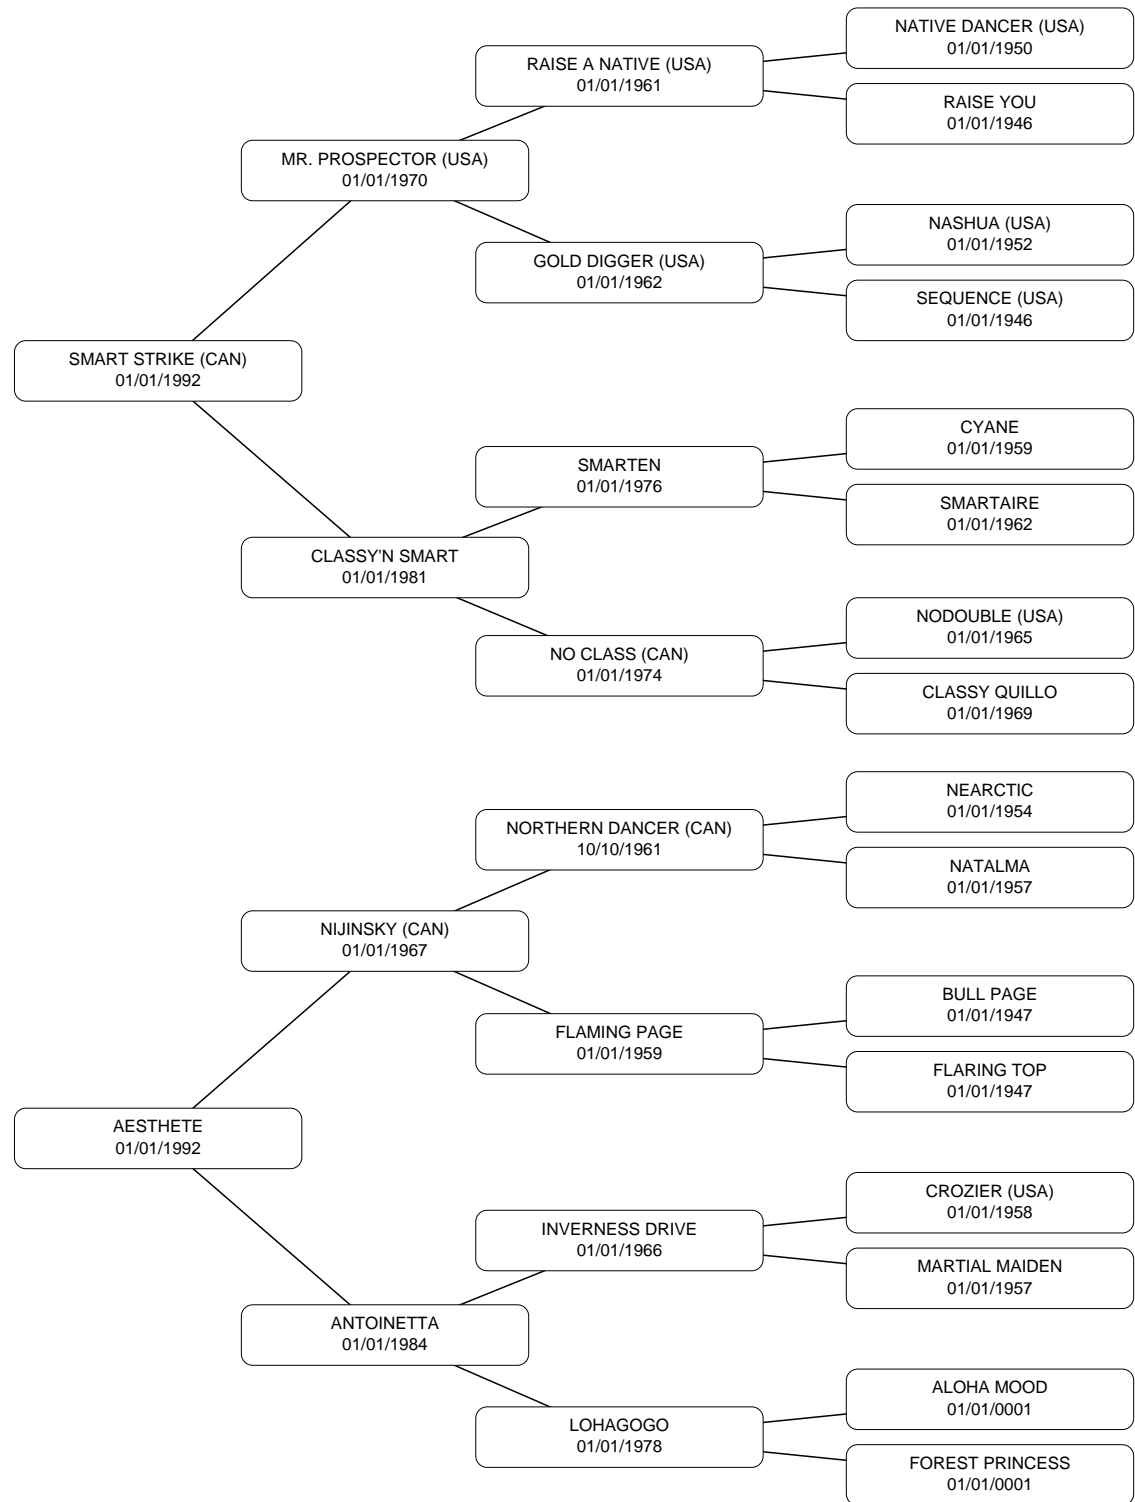 NATIVE DANCER (USA)
01/01/1950
RAISE A NATIVE (USA)
01/01/1961
RAISE YOU
01/01/1946
MR. PROSPECTOR (USA)
01/01/1970
NASHUA (USA)
01/01/1952
GOLD DIGGER (USA)
01/01/1962
SEQUENCE (USA)
01/01/1946
SMART STRIKE (CAN)
01/01/1992
CYANE
01/01/1959
SMARTEN
01/01/1976
SMARTAIRE
01/01/1962
CLASSY'N SMART
01/01/1981
NODOUBLE (USA)
01/01/1965
NO CLASS (CAN)
01/01/1974
CLASSY QUILLO
01/01/1969
NEARCTIC
01/01/1954
NORTHERN DANCER (CAN)
10/10/1961
NATALMA
01/01/1957
NIJINSKY (CAN)
01/01/1967
BULL PAGE
01/01/1947
FLAMING PAGE
01/01/1959
FLARING TOP
01/01/1947
AESTHETE
01/01/1992
CROZIER (USA)
01/01/1958
INVERNESS DRIVE
01/01/1966
MARTIAL MAIDEN
01/01/1957
ANTOINETTA
01/01/1984
ALOHA MOOD
01/01/0001
LOHAGOGO
01/01/1978
FOREST PRINCESS
01/01/0001